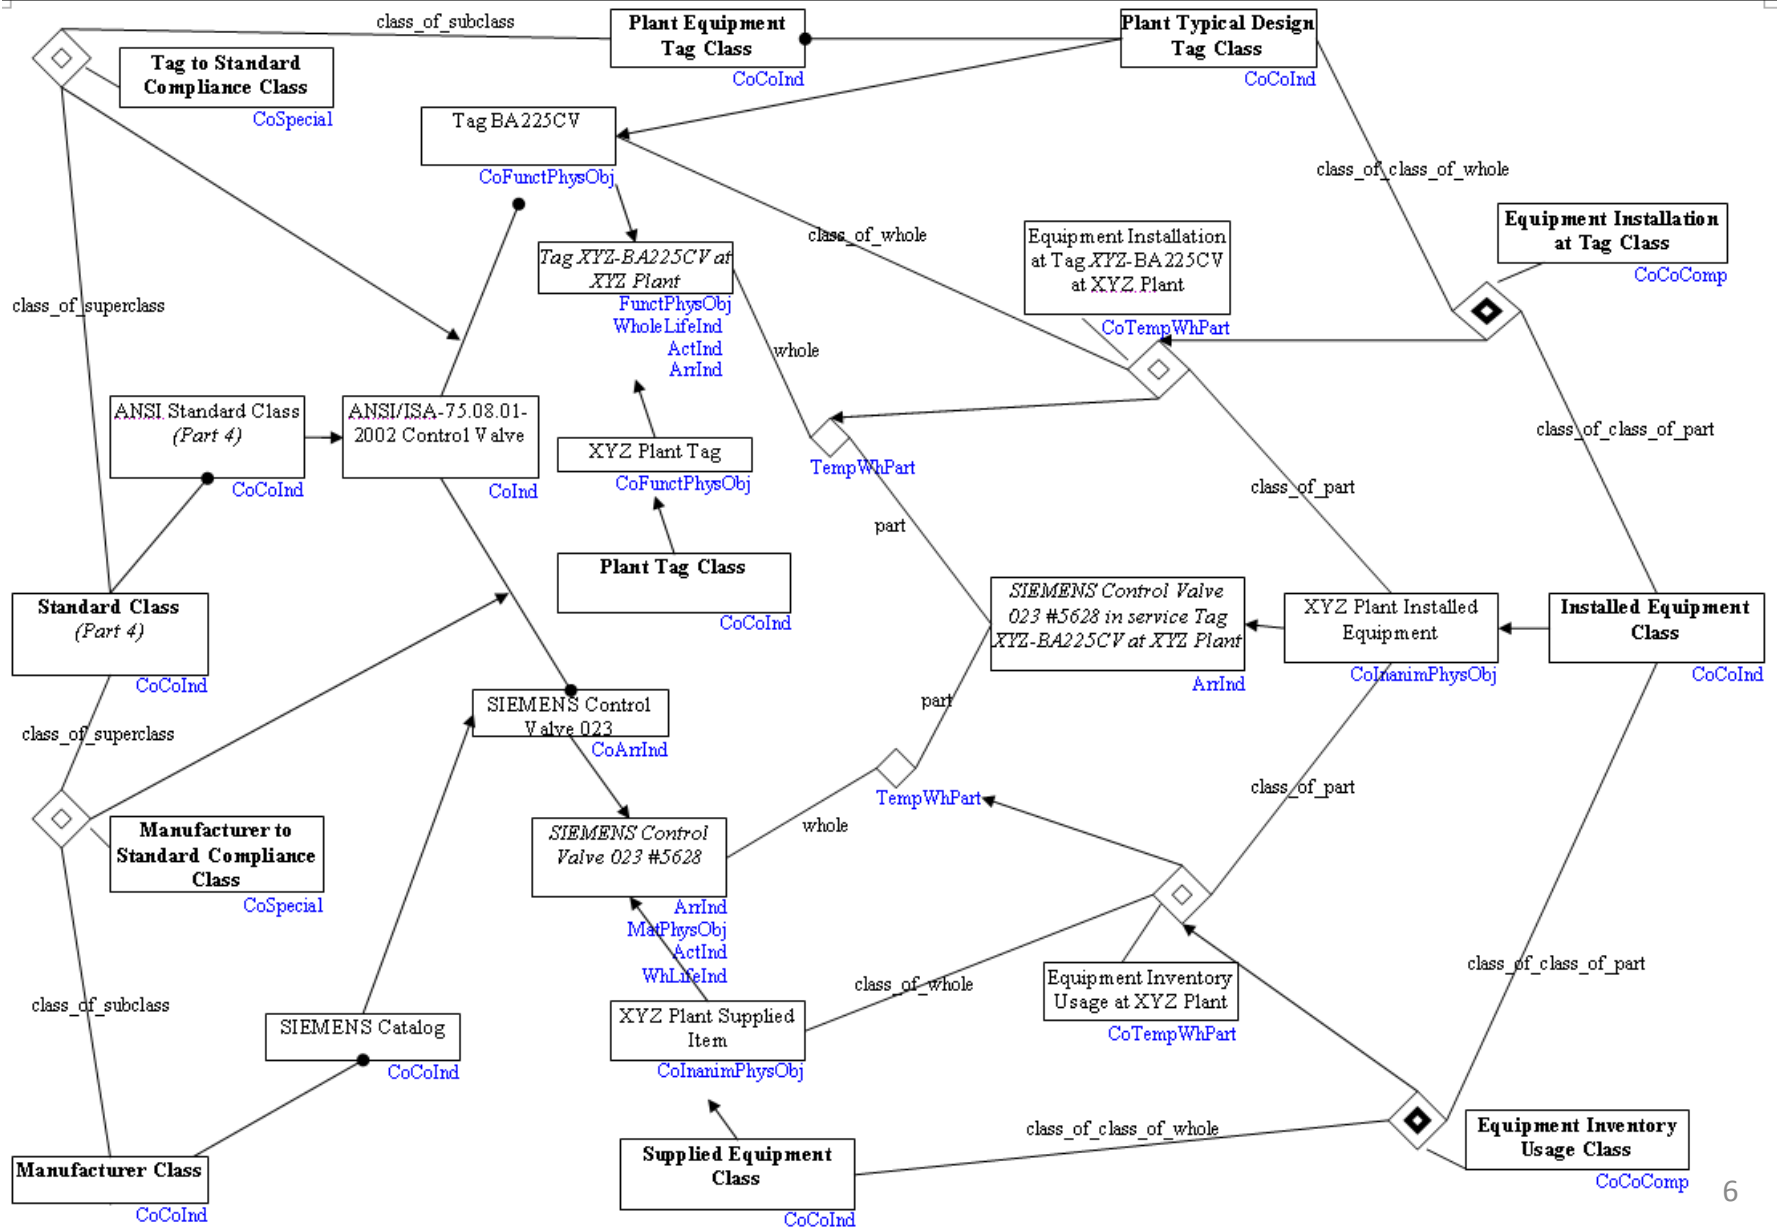 class_of_subclass
Plant Equipment
Tag Class
CoCoInd
Plant Typical Design
Tag Class
CoCoInd
Tag to Standard
Compliance Class
CoSpecial
Tag BA225CV
CoFunctPhysObj
class_of_class_of_whole
Equipment Installation
at Tag Class
CoCoComp
class_of_whole
Equipment Installation
at Tag XYZ-BA225CV
at XYZ Plant
CoTempWhPart
Tag XYZ-BA225CV at
XYZ Plant
FunctPhysObj
WholeLifeInd
ActInd
ArrInd
class_of_superclass
whole
ANSI Standard Class
(Part 4)
CoCoInd
ANSI/ISA-75.08.01-
2002 Control Valve
CoInd
XYZ Plant Tag
CoFunctPhysObj
TempWhPart
class_of_class_of_part
class_of_part
part
Plant Tag Class
CoCoInd
Standard Class
(Part 4)
CoCoInd
SIEMENS Control Valve
023 #5628 in service Tag
XYZ-BA225CV at XYZ Plant
ArrInd
XYZ Plant Installed
Equipment
CoInanimPhysObj
Installed Equipment
Class
CoCoInd
class_of_superclass
SIEMENS Control
Valve 023
CoArrInd
part
TempWhPart
class_of_part
whole
Manufacturer to
Standard Compliance
Class
CoSpecial
SIEMENS Control
Valve 023 #5628
ArrInd
MatPhysObj
ActInd
WhLifeInd
class_of_whole
Equipment Inventory
Usage at XYZ Plant
CoTempWhPart
class_of_class_of_part
class_of_subclass
SIEMENS Catalog
CoCoInd
XYZ Plant Supplied
Item
CoInanimPhysObj
class_of_class_of_whole
Equipment Inventory
Usage Class
CoCoComp
Manufacturer Class
CoCoInd
Supplied Equipment
Class
CoCoInd
6